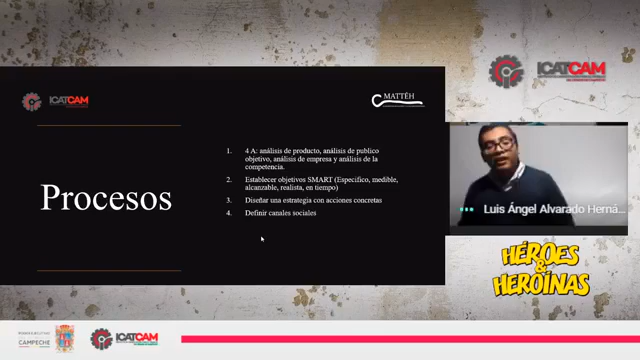 ICATCAM
MATTÉH
ICATCAM
Procesos
1. 4 A: análisis de producto, análisis de publico
objetivo, análisis de empresa y análisis de la
competencia.
2. Establecer objetivos SMART (Especifico, medible,
alcanzable, realista, en tiempo)
3. Diseñar una estrategia con acciones concretas
4. Definir canales sociales
Luis Ángel Alvarado Herná...
HÉROES
&
HEROÍNAS
PODER EJECUTIVO
CAMPECHE
ICATCAM